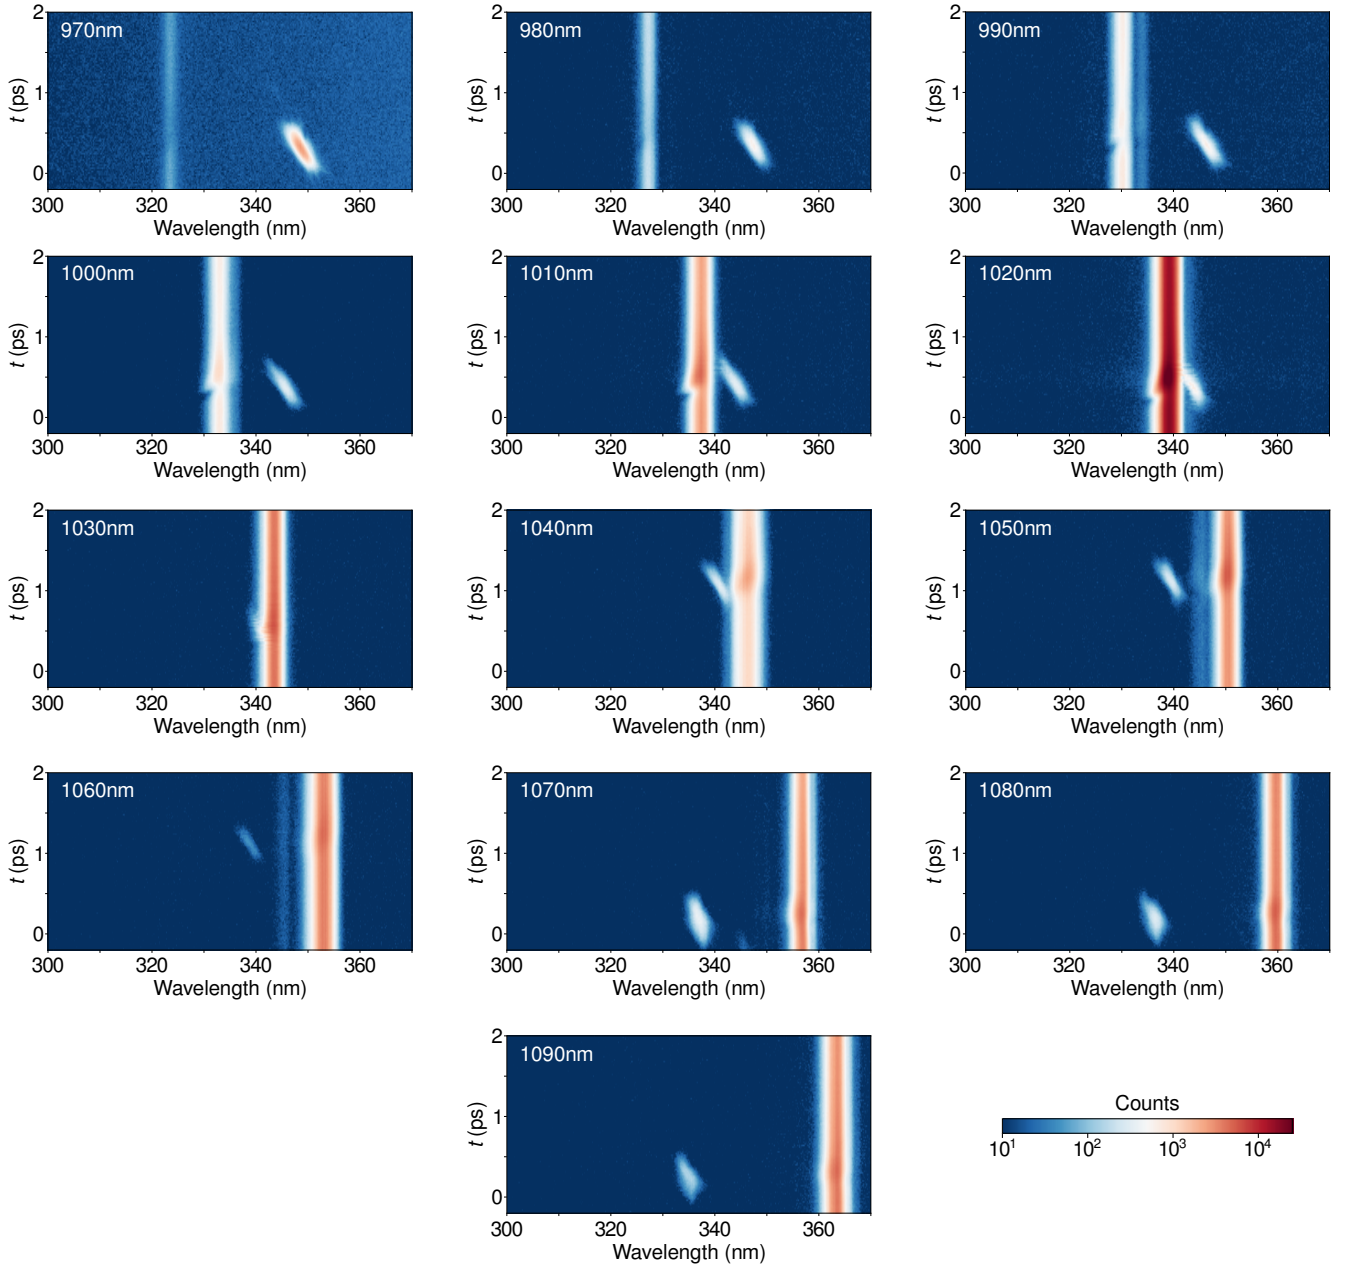 2 970nm
1
0
t (ps)
300 320 340 360
Wavelength (nm)
2 980nm
1
0
t (ps)
300 320 340 360
Wavelength (nm)
2 990nm
1
0
t (ps)
300 320 340 360
Wavelength (nm)
2 1000nm
1
0
t (ps)
300 320 340 360
Wavelength (nm)
2 1010nm
1
0
t (ps)
300 320 340 360
Wavelength (nm)
2 1020nm
1
0
t (ps)
300 320 340 360
Wavelength (nm)
2 1030nm
1
0
t (ps)
300 320 340 360
Wavelength (nm)
2 1040nm
1
0
t (ps)
300 320 340 360
Wavelength (nm)
2 1050nm
1
0
t (ps)
300 320 340 360
Wavelength (nm)
2 1060nm
1
0
t (ps)
300 320 340 360
Wavelength (nm)
2 1070nm
1
0
t (ps)
300 320 340 360
Wavelength (nm)
2 1080nm
1
0
t (ps)
300 320 340 360
Wavelength (nm)
2 1090nm
1
0
t (ps)
300 320 340 360
Wavelength (nm)
Counts
10¹ 10² 10³ 10⁴